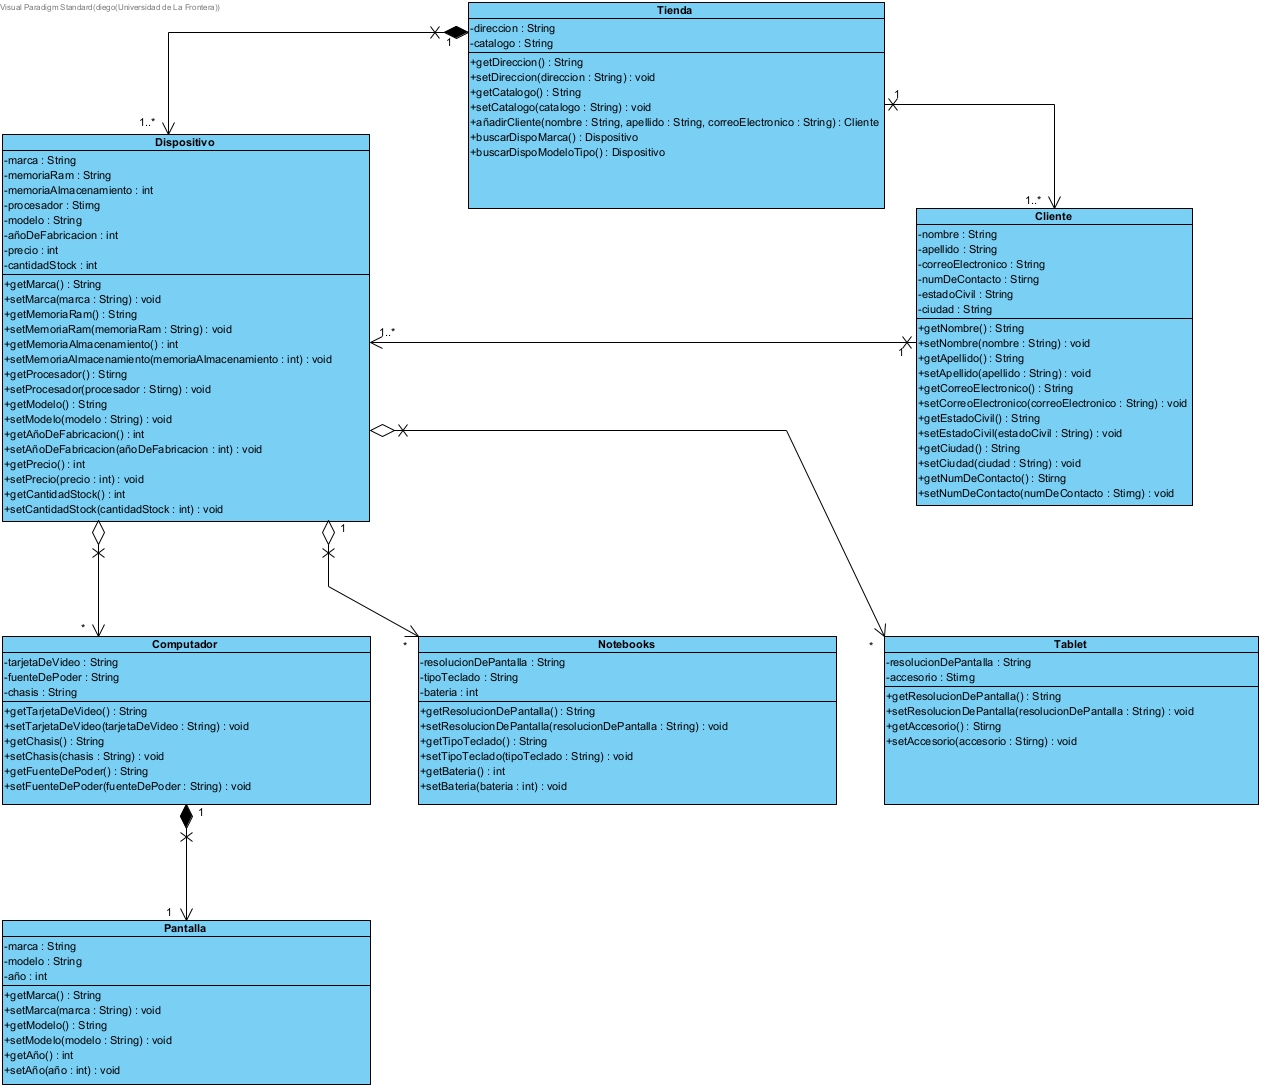 Visual Paradigm Standard(diego(Universidad de La Frontera))
Tienda
-direccion : String
-catalogo : String
+getDireccion() : String
+setDireccion(direccion : String) : void
+getCatalogo() : String
+setCatalogo(catalogo : String) : void
+añadirCliente(nombre : String, apellido : String, correoElectronico : String) : Cliente
+buscarDispoMarca() : Dispositivo
+buscarDispoModeloTipo() : Dispositivo
1
1..*
1
1..*
Dispositivo
-marca : String
-memoriaRam : String
-memoriaAlmacenamiento : int
-procesador : Stirng
-modelo : String
-añoDeFabricacion : int
-precio : int
-cantidadStock : int
+getMarca() : String
+setMarca(marca : String) : void
+getMemoriaRam() : String
+setMemoriaRam(memoriaRam : String) : void
+getMemoriaAlmacenamiento() : int
+setMemoriaAlmacenamiento(memoriaAlmacenamiento : int) : void
+getProcesador() : Stirng
+setProcesador(procesador : Stirng) : void
+getModelo() : String
+setModelo(modelo : String) : void
+getAñoDeFabricacion() : int
+setAñoDeFabricacion(añoDeFabricacion : int) : void
+getPrecio() : int
+setPrecio(precio : int) : void
+getCantidadStock() : int
+setCantidadStock(cantidadStock : int) : void
Cliente
-nombre : String
-apellido : String
-correoElectronico : String
-numDeContacto : Stirng
-estadoCivil : String
-ciudad : String
+getNombre() : String
+setNombre(nombre : String) : void
+getApellido() : String
+setApellido(apellido : String) : void
+getCorreoElectronico() : String
+setCorreoElectronico(correoElectronico : String) : void
+getEstadoCivil() : String
+setEstadoCivil(estadoCivil : String) : void
+getCiudad() : String
+setCiudad(ciudad : String) : void
+getNumDeContacto() : Stirng
+setNumDeContacto(numDeContacto : Stirng) : void
1..*
1
1
*
*
*
Computador
-tarjetaDeVideo : String
-fuenteDePoder : String
-chasis : String
+getTarjetaDeVideo() : String
+setTarjetaDeVideo(tarjetaDeVideo : String) : void
+getChasis() : String
+setChasis(chasis : String) : void
+getFuenteDePoder() : String
+setFuenteDePoder(fuenteDePoder : String) : void
Notebooks
-resolucionDePantalla : String
-tipoTeclado : String
-bateria : int
+getResolucionDePantalla() : String
+setResolucionDePantalla(resolucionDePantalla : String) : void
+getTipoTeclado() : String
+setTipoTeclado(tipoTeclado : String) : void
+getBateria() : int
+setBateria(bateria : int) : void
Tablet
-resolucionDePantalla : String
-accesorio : Stirng
+getResolucionDePantalla() : String
+setResolucionDePantalla(resolucionDePantalla : String) : void
+getAccesorio() : Stirng
+setAccesorio(accesorio : Stirng) : void
1
1
Pantalla
-marca : String
-modelo : String
-año : int
+getMarca() : String
+setMarca(marca : String) : void
+getModelo() : String
+setModelo(modelo : String) : void
+getAño() : int
+setAño(año : int) : void